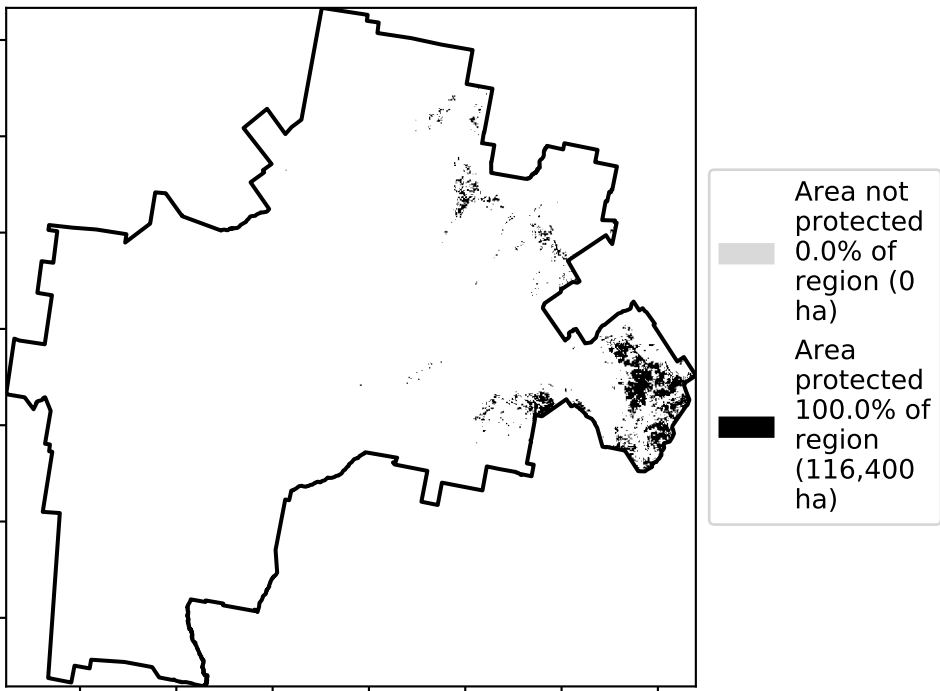 Area not
protected
0.0% of
region (0
ha)
Area
protected
100.0% of
region
(116,400
ha)